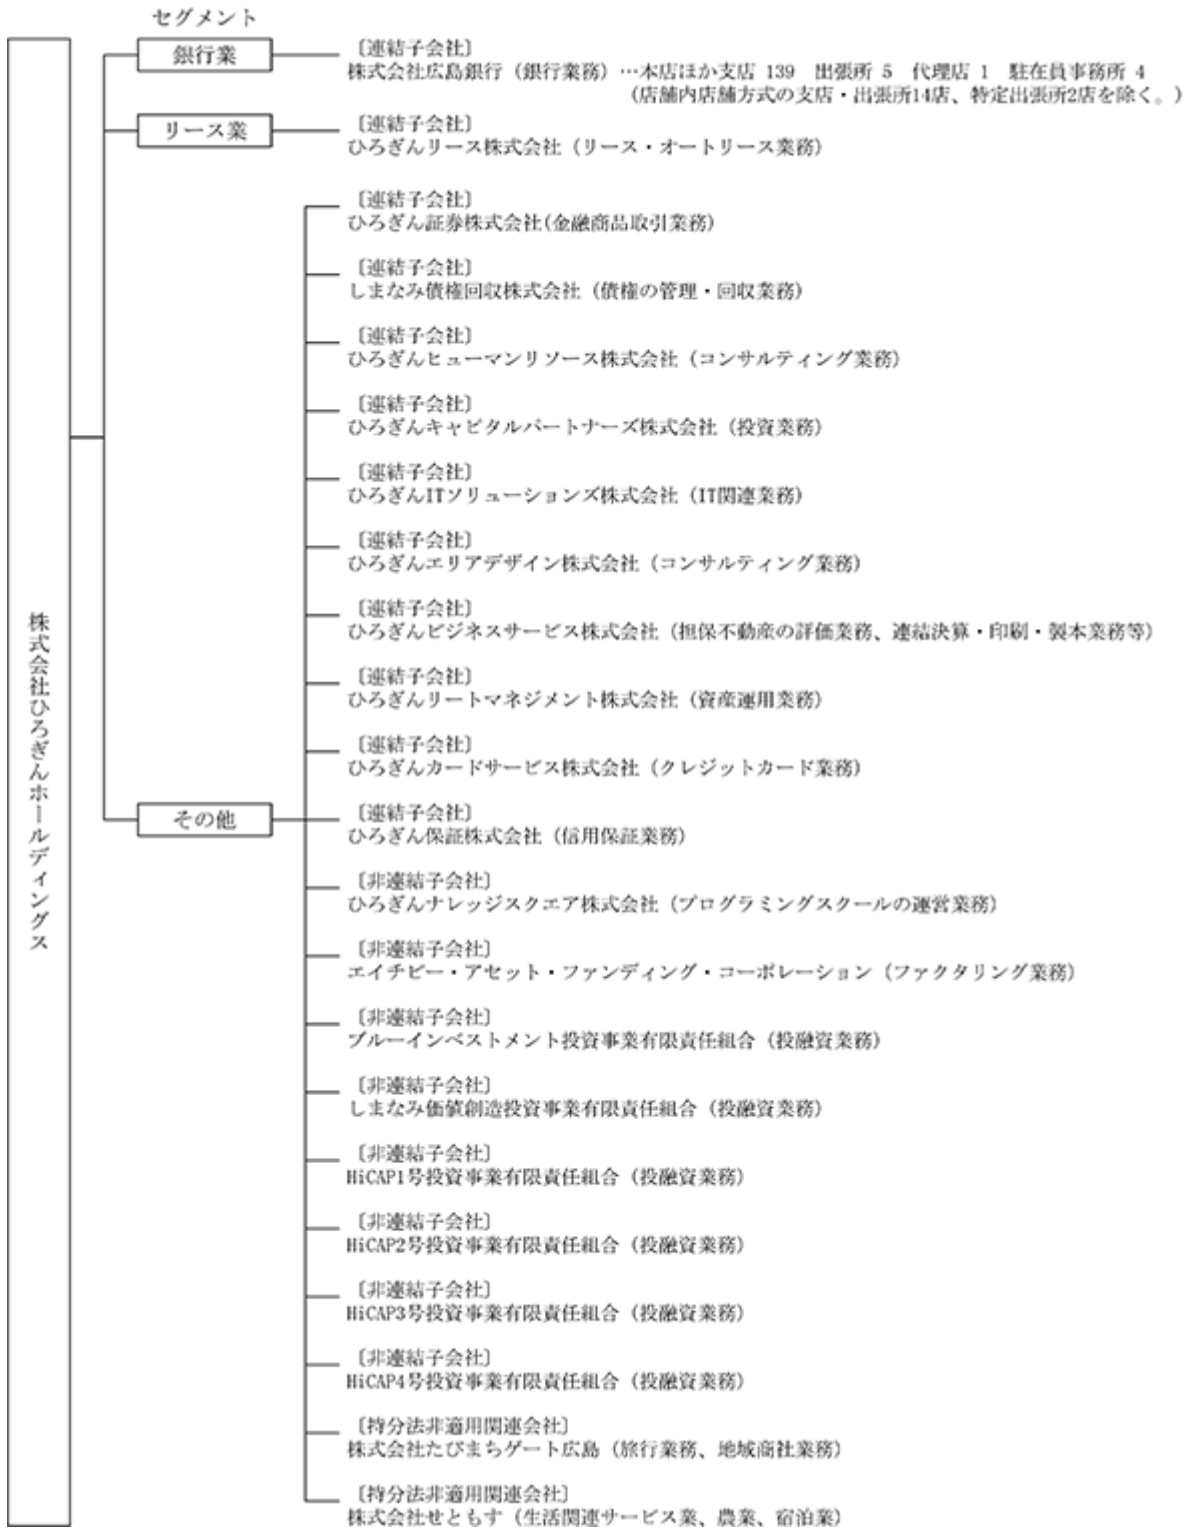 セグメント
株式会社ひろぎんホールディングス
銀行業
〔連結子会社〕
株式会社広島銀行（銀行業務）…本店ほか支店 139　出張所 5　代理店 1　駐在員事務所 4
（店舗内店舗方式の支店・出張所14店、特定出張所2店を除く。）
リース業
〔連結子会社〕
ひろぎんリース株式会社（リース・オートリース業務）
その他
〔連結子会社〕
ひろぎん証券株式会社(金融商品取引業務)
〔連結子会社〕
しまなみ債権回収株式会社（債権の管理・回収業務）
〔連結子会社〕
ひろぎんヒューマンリソース株式会社（コンサルティング業務）
〔連結子会社〕
ひろぎんキャピタルパートナーズ株式会社（投資業務）
〔連結子会社〕
ひろぎんITソリューションズ株式会社（IT関連業務）
〔連結子会社〕
ひろぎんエリアデザイン株式会社（コンサルティング業務）
〔連結子会社〕
ひろぎんビジネスサービス株式会社（担保不動産の評価業務、連結決算・印刷・製本業務等）
〔連結子会社〕
ひろぎんリートマネジメント株式会社（資産運用業務）
〔連結子会社〕
ひろぎんカードサービス株式会社（クレジットカード業務）
〔連結子会社〕
ひろぎん保証株式会社（信用保証業務）
〔非連結子会社〕
ひろぎんナレッジスクエア株式会社（プログラミングスクールの運営業務）
〔非連結子会社〕
エイチビー・アセット・ファンディング・コーポレーション（ファクタリング業務）
〔非連結子会社〕
ブルーインベストメント投資事業有限責任組合（投融資業務）
〔非連結子会社〕
しまなみ価値創造投資事業有限責任組合（投融資業務）
〔非連結子会社〕
HiCAP1号投資事業有限責任組合（投融資業務）
〔非連結子会社〕
HiCAP2号投資事業有限責任組合（投融資業務）
〔非連結子会社〕
HiCAP3号投資事業有限責任組合（投融資業務）
〔非連結子会社〕
HiCAP4号投資事業有限責任組合（投融資業務）
〔持分法非適用関連会社〕
株式会社たびまちゲート広島（旅行業務、地域商社業務）
〔持分法非適用関連会社〕
株式会社せともす（生活関連サービス業、農業、宿泊業）